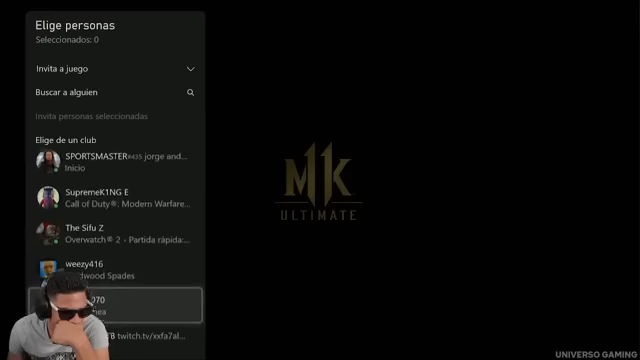 Elige personas
Seleccionados: 0
Invita a juego
Buscar a alguien
Invita personas seleccionadas
Elige de un club
SPORTSMASTER#435 jorge and...
Inicio
SupremeK1NG E
Call of Duty®: Modern Warfare...
The Sifu Z
Overwatch® 2 - Partida rápida:...
weezy416
Spades
070
twitch.tv/xxfa7al...
MK
11
ULTIMATE
UNIVERSO GAMING